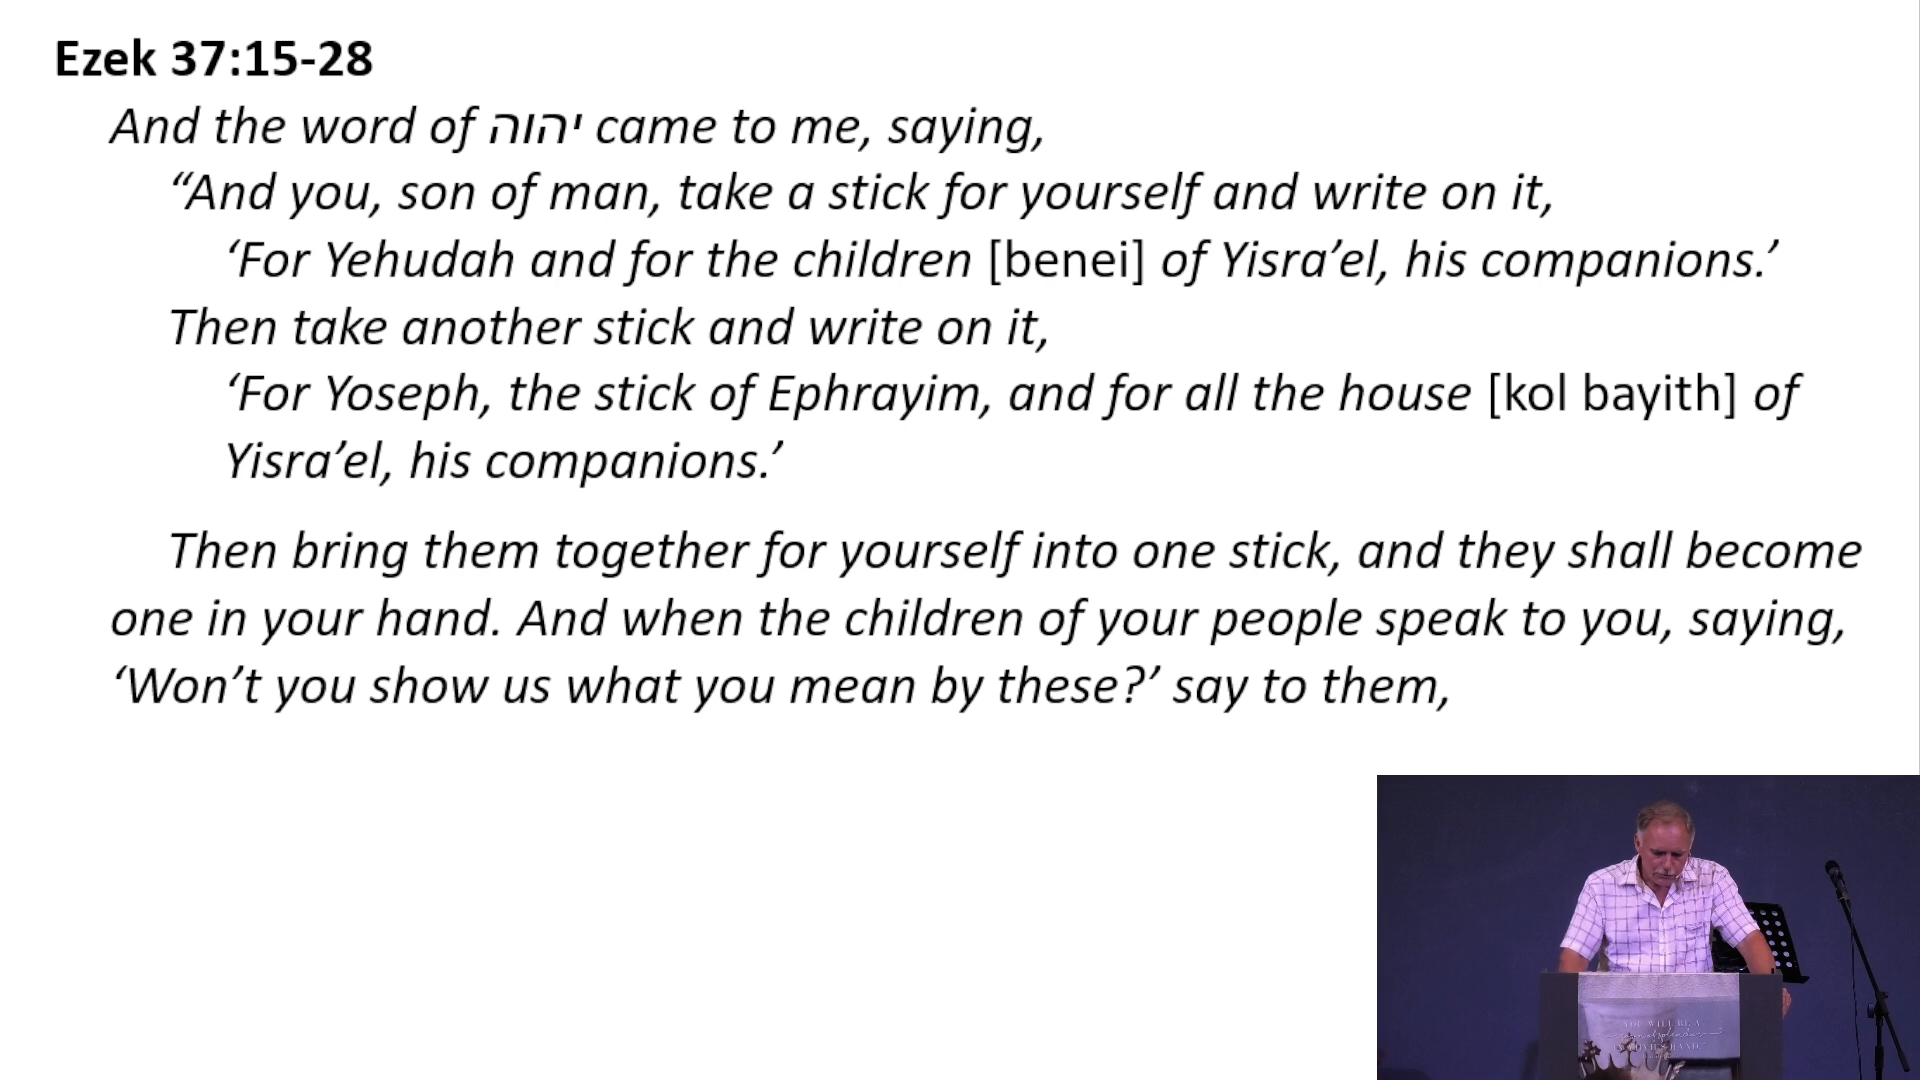 Ezek 37:15-28
And the word of יהוה came to me, saying,
“And you, son of man, take a stick for yourself and write on it,
‘For Yehudah and for the children [benei] of Yisra’el, his companions.’
Then take another stick and write on it,
‘For Yoseph, the stick of Ephrayim, and for all the house [kol bayith] of
Yisra’el, his companions.’
Then bring them together for yourself into one stick, and they shall become
one in your hand. And when the children of your people speak to you, saying,
‘Won’t you show us what you mean by these?’ say to them,
YOU WILL BE A
HAND